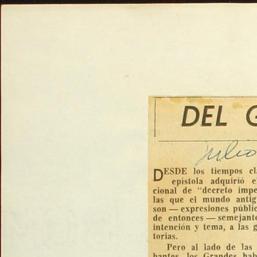 DEL G
Julio
DESDE los tiempos cl
epístola adquirió e
cional de "decreto impe
las que el mundo antig
son — expresiones públic
de entonces — semejante
intención y tema, a las g
torias.
Pero al lado de las
bantes, los Grandes hab